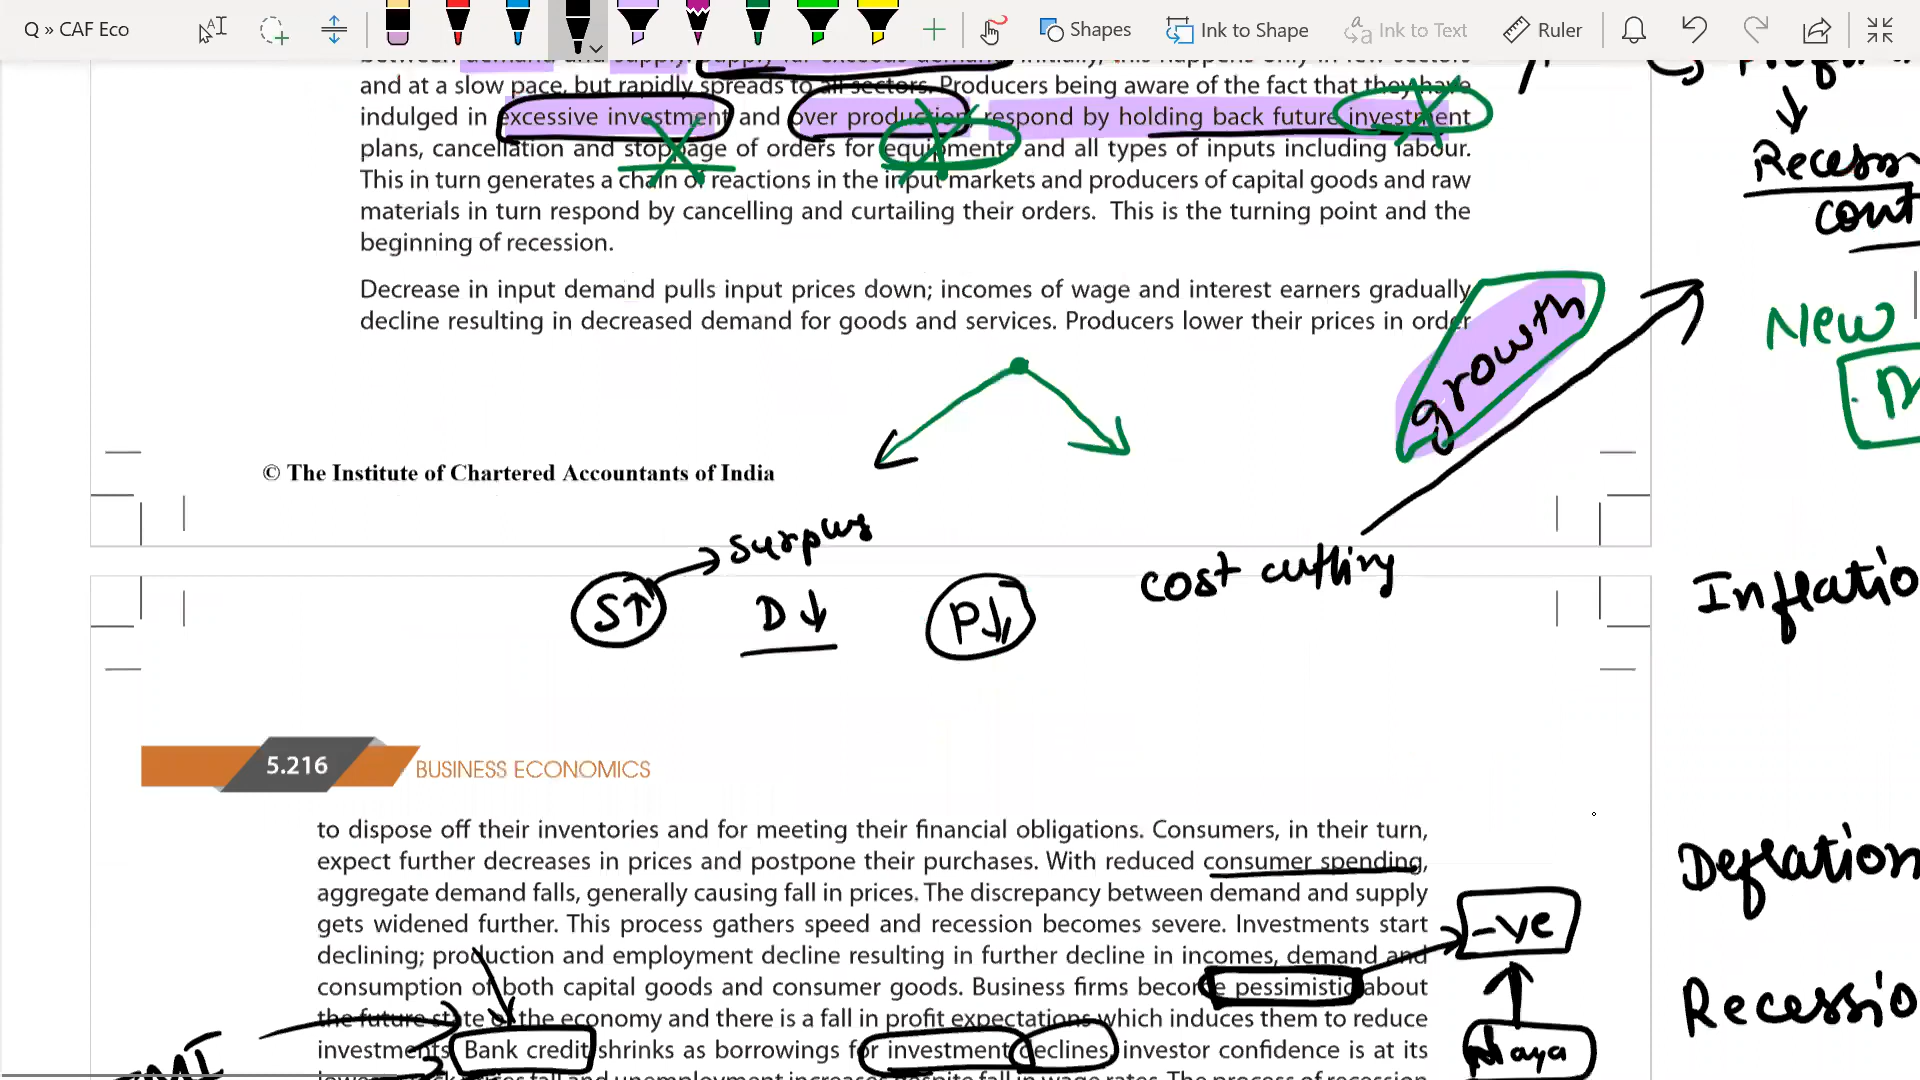 Q » CAF Eco
Shapes
Ink to Shape
Ink to Text
Ruler
and at a slow pace, but rapidly spreads to all sectors. Producers being aware of the fact that they have
indulged in excessive investment and over production, respond by holding back future investment
plans, cancellation and stoppage of orders for equipments and all types of inputs including labour.
This in turn generates a chain of reactions in the input markets and producers of capital goods and raw
materials in turn respond by cancelling and curtailing their orders. This is the turning point and the
beginning of recession.
Recess
cont
Decrease in input demand pulls input prices down; incomes of wage and interest earners gradually
decline resulting in decreased demand for goods and services. Producers lower their prices in order
growth
New
© The Institute of Chartered Accountants of India
surplus
cost cutting
S↑
D↓
P↓
Inflatio
5.216
BUSINESS ECONOMICS
to dispose off their inventories and for meeting their financial obligations. Consumers, in their turn,
expect further decreases in prices and postpone their purchases. With reduced consumer spending,
aggregate demand falls, generally causing fall in prices. The discrepancy between demand and supply
gets widened further. This process gathers speed and recession becomes severe. Investments start
declining; production and employment decline resulting in further decline in incomes, demand and
consumption of both capital goods and consumer goods. Business firms become pessimistic about
the future state of the economy and there is a fall in profit expectations which induces them to reduce
investments. Bank credit shrinks as borrowings for investment declines, investor confidence is at its
Deflation
-ve
Recessio